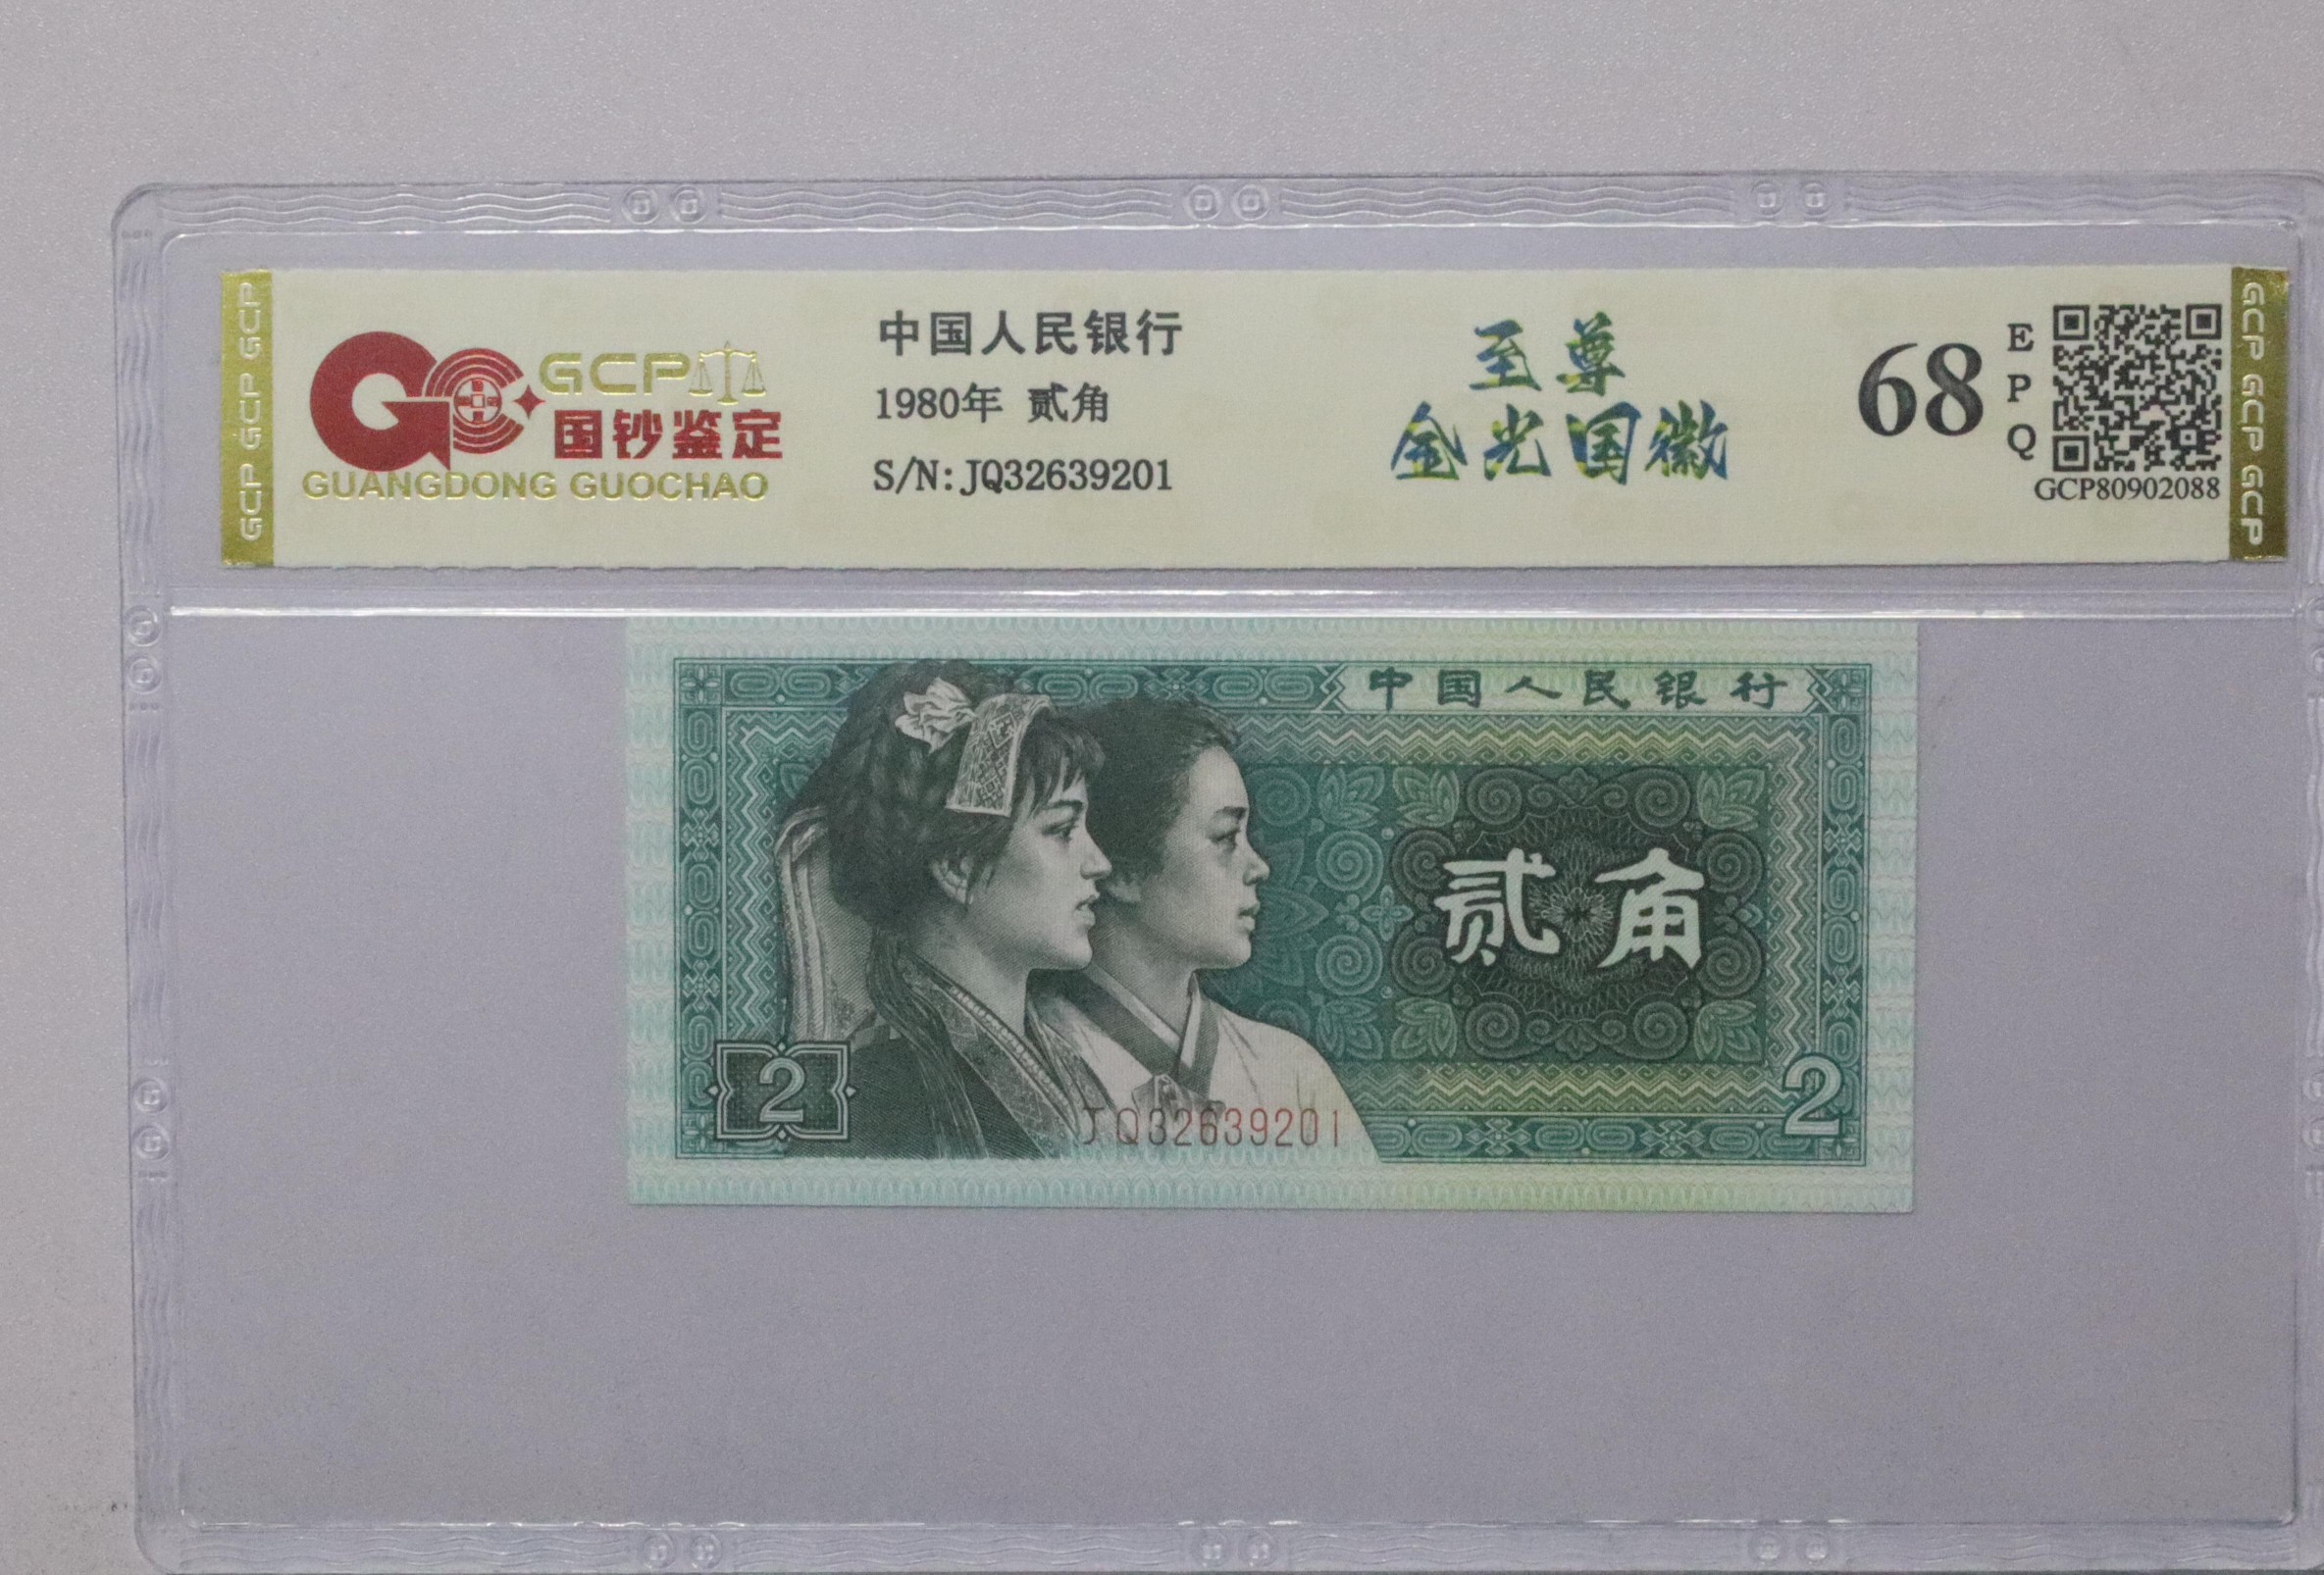 GCP GCP GCP
GCP
国钞鉴定
GUANGDONG GUOCHAO
中国人民银行
1980年 贰角
S/N: JQ32639201
至尊
金光国徽
68
E
P
Q
GCP80902088
GCP GCP GCP
中国人民银行
贰角
2
JQ32639201
2